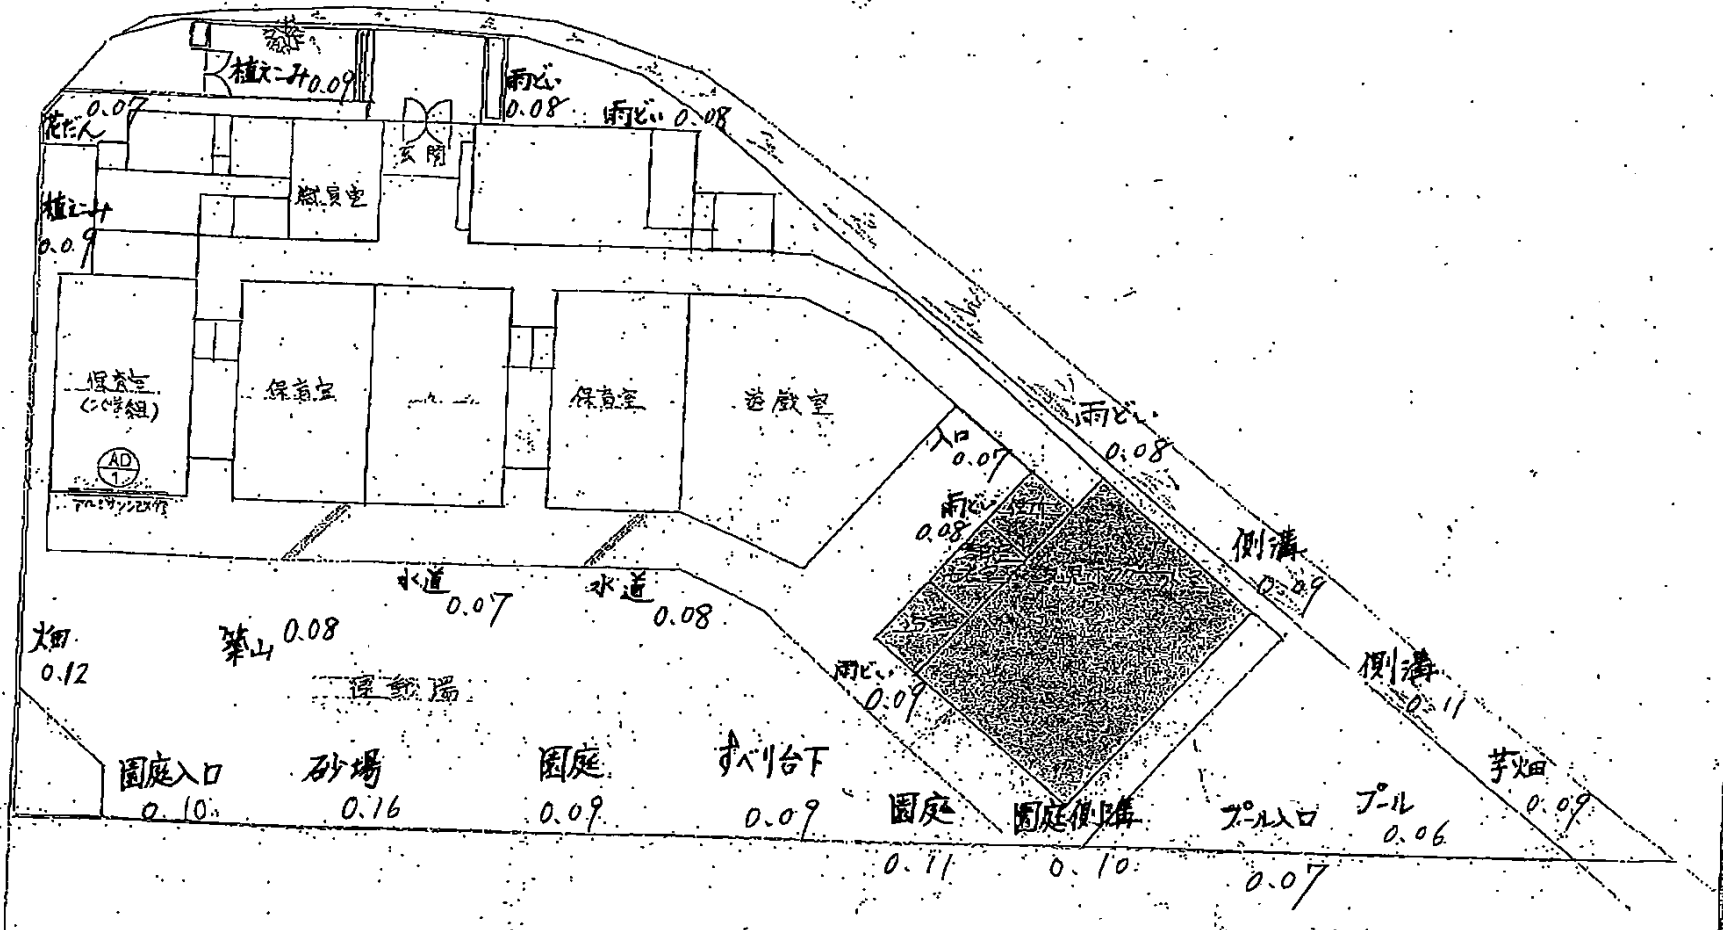 植えこみ 0.09
雨どい
0.08
雨どい 0.08
0.07
花だん
玄関
職員室
植えこみ
0.09
保育室
保育室
保育室
遊戯室
AD
1
入口
0.07
雨どい
0.08
雨どい
0.08
側溝
0.09
水道
0.07
水道
0.08
畑
0.12
築山 0.08
運動場
雨どい
0.09
側溝
0.11
園庭入口
0.10
砂場
0.16
園庭
0.09
すべり台下
0.09
園庭
0.11
園庭側溝
0.10
プール入口
0.07
プール
0.06
芋畑
0.09